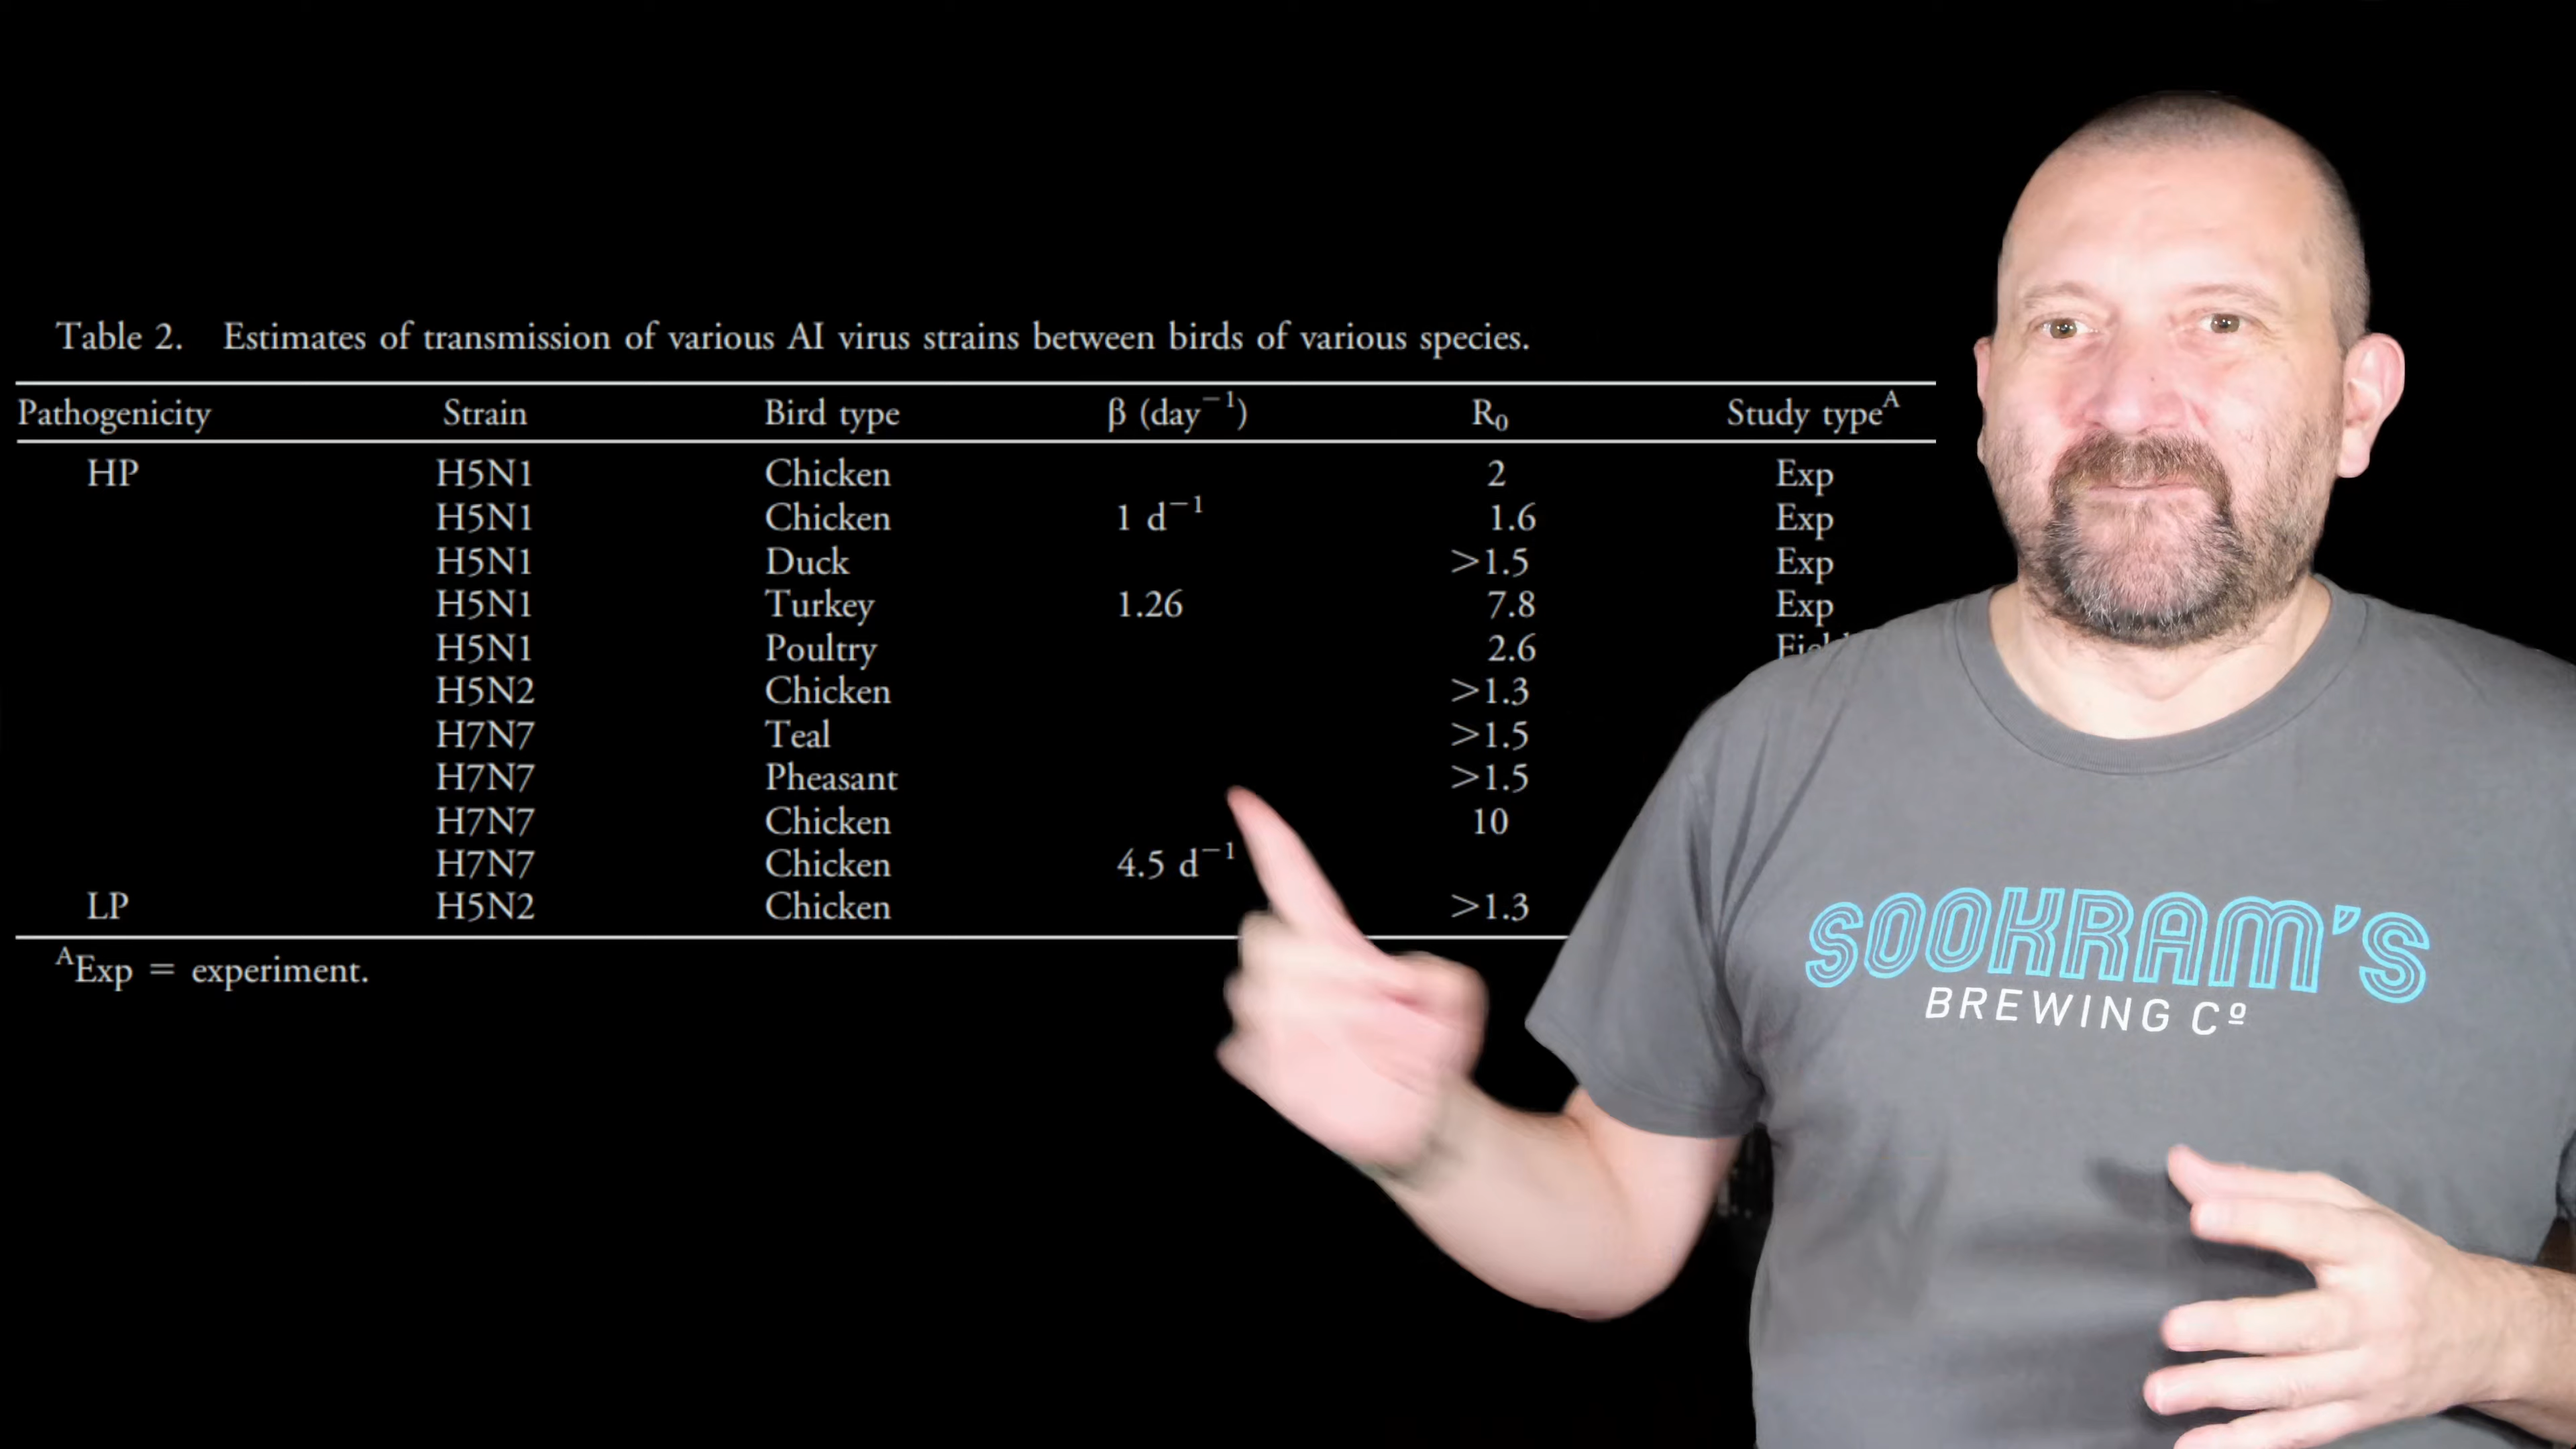 Table 2. Estimates of transmission of various AI virus strains between birds of various species.
Pathogenicity Strain Bird type β (day⁻¹) R₀ Study typeᴬ
HP H5N1 Chicken 2 Exp
H5N1 Chicken 1 d⁻¹ 1.6 Exp
H5N1 Duck >1.5 Exp
H5N1 Turkey 1.26 7.8 Exp
H5N1 Poultry 2.6
H5N2 Chicken >1.3
H7N7 Teal >1.5
H7N7 Pheasant >1.5
H7N7 Chicken 10
H7N7 Chicken 4.5 d⁻¹
LP H5N2 Chicken >1.3
ᴬExp = experiment.
SOOKRAM'S
BREWING Cº